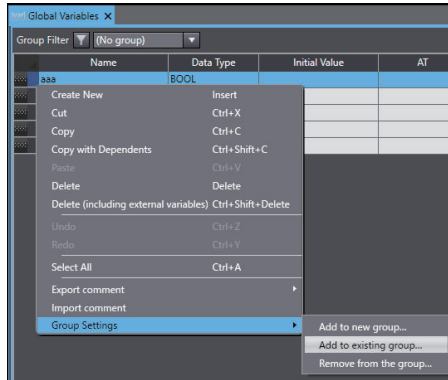 Global Variables X
Group Filter (No group)
Name Data Type Initial Value AT
aaa BOOL
Create New Insert
Cut Ctrl+X
Copy Ctrl+C
Copy with Dependents Ctrl+Shift+C
Paste Ctrl+V
Delete Delete
Delete (including external variables) Ctrl+Shift+Delete
Undo Ctrl+Z
Redo Ctrl+Y
Select All Ctrl+A
Export comment
Import comment
Group Settings
Add to new group...
Add to existing group...
Remove from the group...